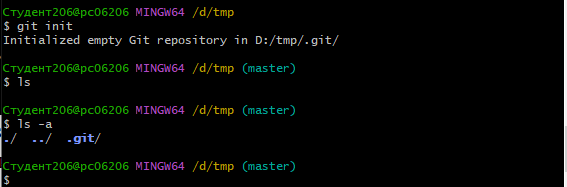 Студент206@pc06206 MINGW64 /d/tmp
$ git init
Initialized empty Git repository in D:/tmp/.git/
Студент206@pc06206 MINGW64 /d/tmp (master)
$ ls
Студент206@pc06206 MINGW64 /d/tmp (master)
$ ls -a
./  ../  .git/
Студент206@pc06206 MINGW64 /d/tmp (master)
$